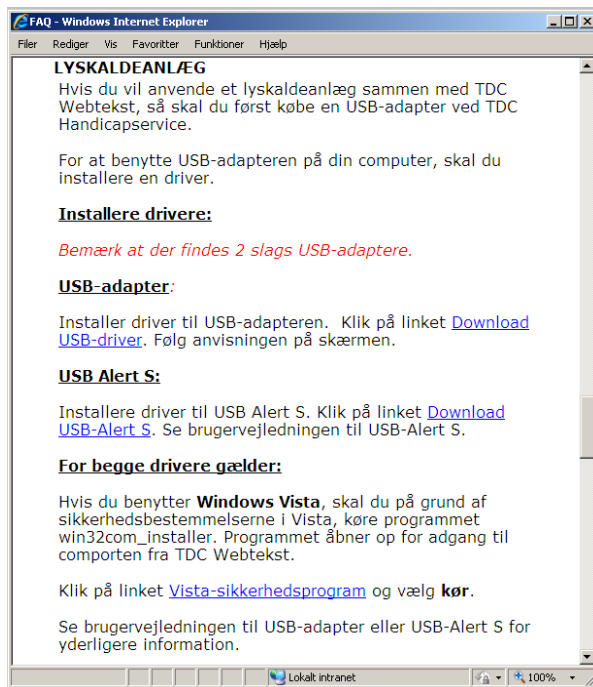 FAQ - Windows Internet Explorer
Filer Rediger Vis Favoritter Funktioner Hjælp
LYSKALDEANLÆG
Hvis du vil anvende et lyskaldeanlæg sammen med TDC
Webtekst, så skal du først købe en USB-adapter ved TDC
Handicapservice.
For at benytte USB-adapteren på din computer, skal du
installere en driver.
Installere drivere:
Bemærk at der findes 2 slags USB-adaptere.
USB-adapter:
Installer driver til USB-adapteren. Klik på linket Download
USB-driver. Følg anvisningen på skærmen.
USB Alert S:
Installere driver til USB Alert S. Klik på linket Download
USB-Alert S. Se brugervejledningen til USB-Alert S.
For begge drivere gælder:
Hvis du benytter Windows Vista, skal du på grund af
sikkerhedsbestemmelserne i Vista, køre programmet
win32com_installer. Programmet åbner op for adgang til
comporten fra TDC Webtekst.
Klik på linket Vista-sikkerhedsprogram og vælg kør.
Se brugervejledningen til USB-adapter eller USB-Alert S for
yderligere information.
Lokalt intranet 100%